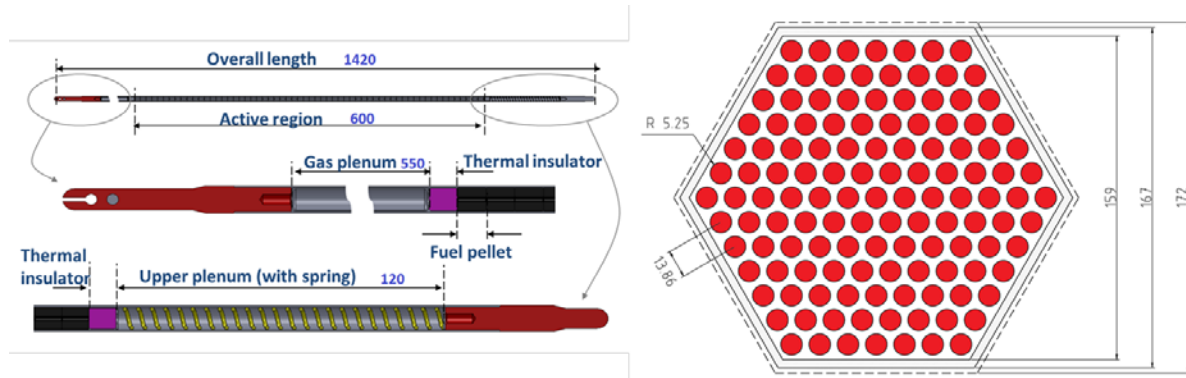 Overall length 1420
Active region 600
Gas plenum 550
Thermal insulator
Fuel pellet
Thermal
insulator
Upper plenum (with spring) 120
R 5.25
13.86
159
167
172